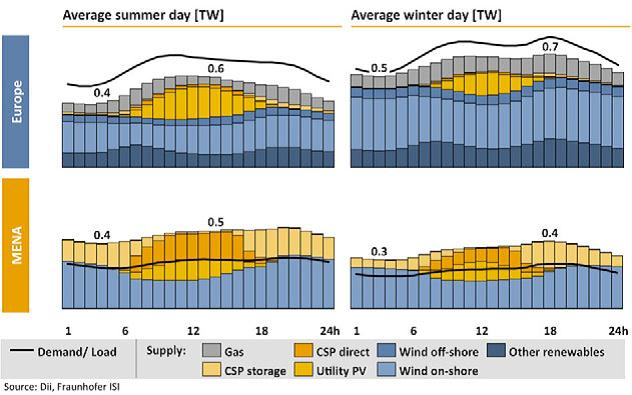 Average summer day [TW]
Average winter day [TW]
Europe
0.4
0.6
0.5
0.7
MENA
0.4
0.5
0.3
0.4
1 6 12 18 24h
1 6 12 18 24h
Demand/ Load
Supply:
Gas
CSP direct
Wind off-shore
Other renewables
CSP storage
Utility PV
Wind on-shore
Source: Dii, Fraunhofer ISI